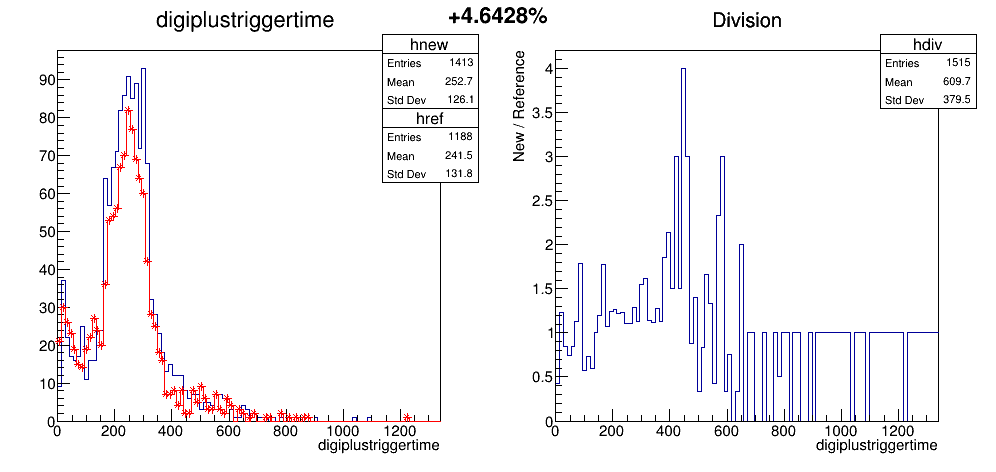 +4.6428%
digiplustriggertime
hnew
Entries 1413
Mean 252.7
Std Dev 126.1
href
Entries 1188
Mean 241.5
Std Dev 131.8
90
80
70
60
50
40
30
20
10
0
0 200 400 600 800 1000 1200
digiplustriggertime
Division
hdiv
Entries 1515
Mean 609.7
Std Dev 379.5
New / Reference
4
3.5
3
2.5
2
1.5
1
0.5
0
0 200 400 600 800 1000 1200
digiplustriggertime